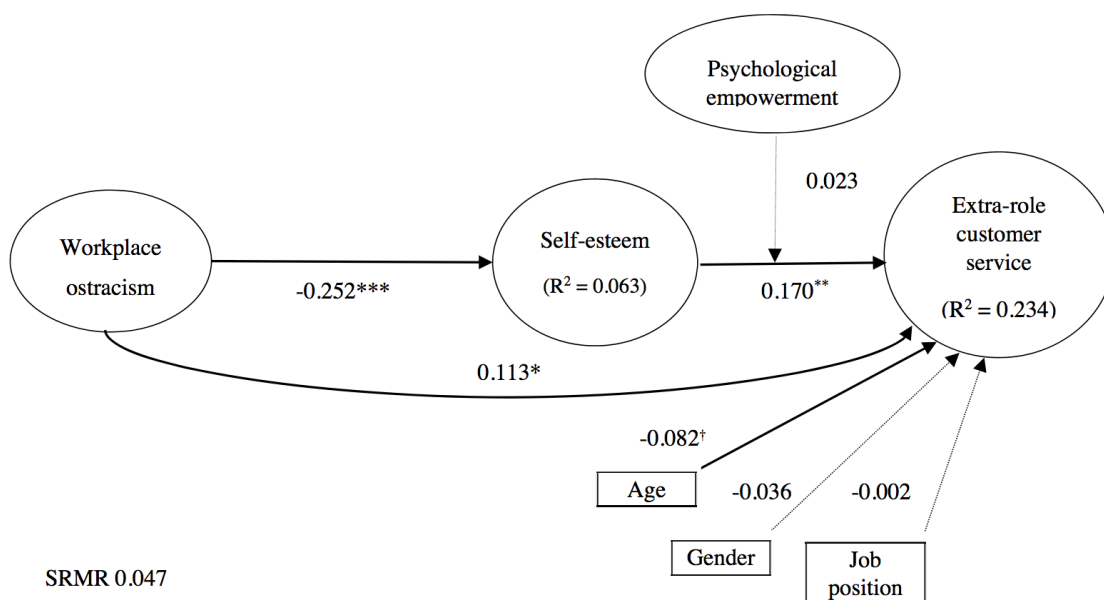 Psychological
empowerment
0.023
Extra-role
customer
service
(R² = 0.234)
Workplace
ostracism
-0.252***
Self-esteem
(R² = 0.063)
0.170**
0.113*
-0.082†
Age
-0.036
Gender
-0.002
Job
position
SRMR 0.047